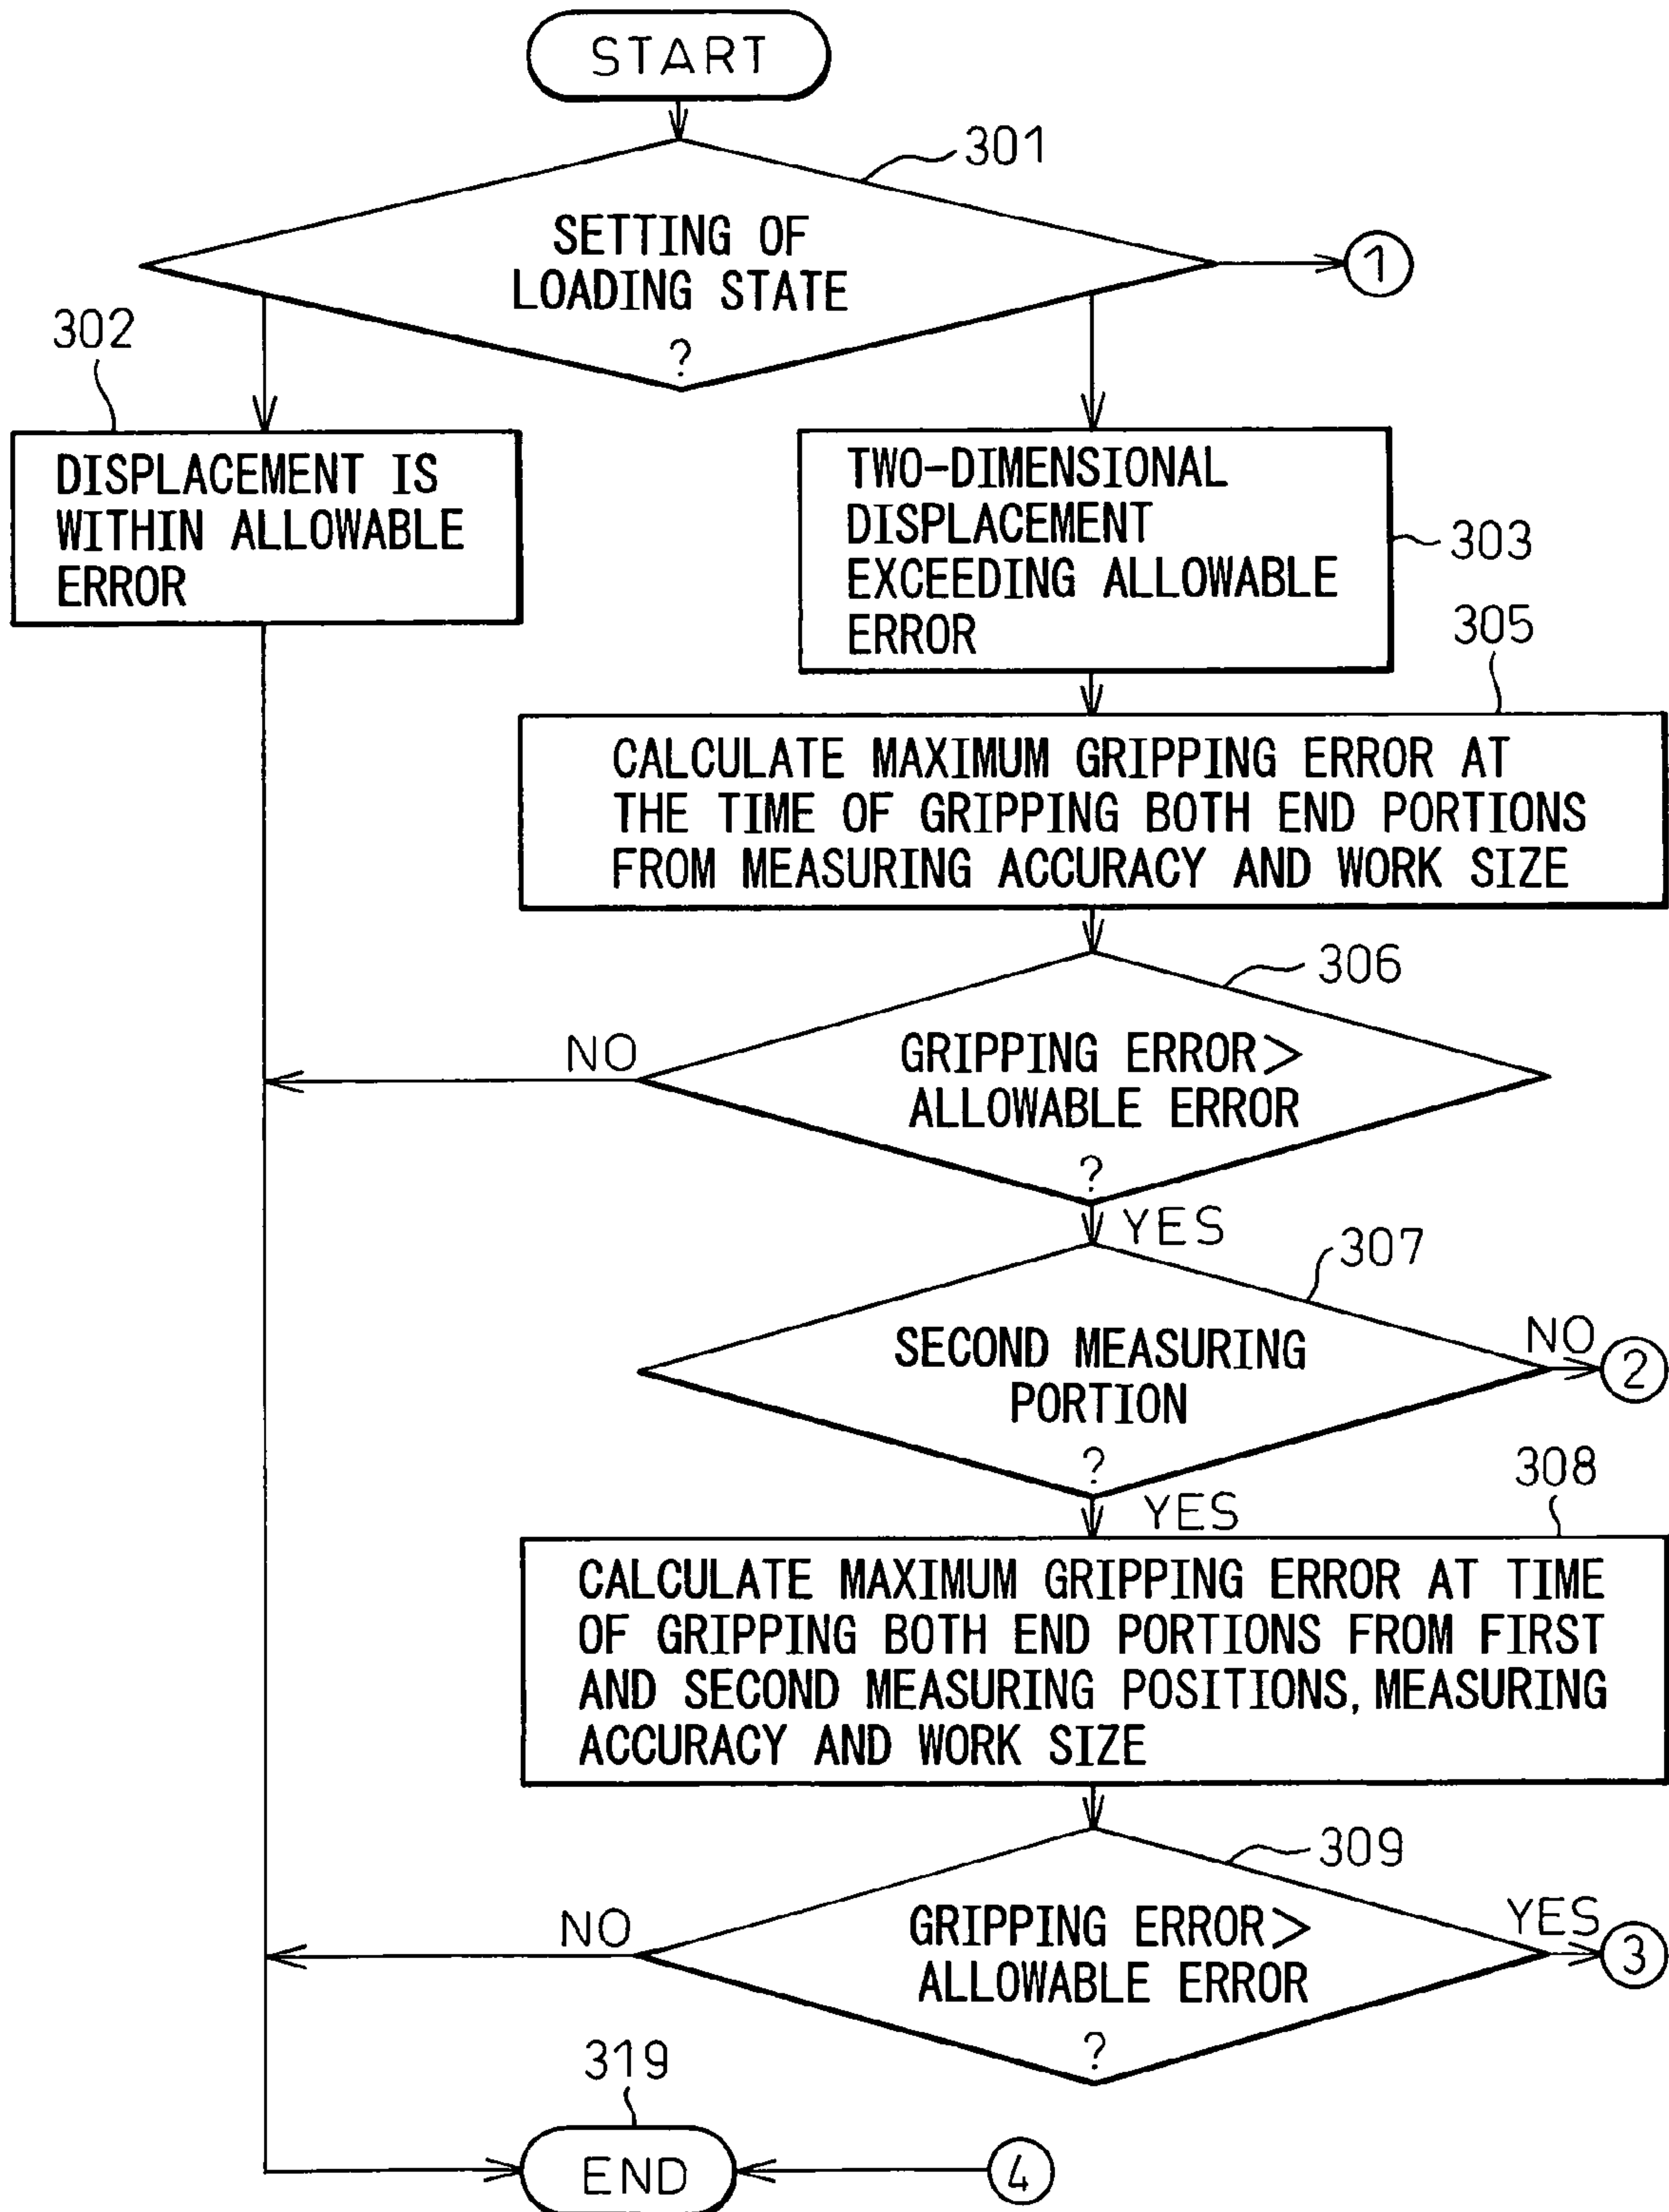 START
301
SETTING OF
LOADING STATE
?
1
302
DISPLACEMENT IS
WITHIN ALLOWABLE
ERROR
TWO-DIMENSIONAL
DISPLACEMENT
EXCEEDING ALLOWABLE
ERROR
303
305
CALCULATE MAXIMUM GRIPPING ERROR AT
THE TIME OF GRIPPING BOTH END PORTIONS
FROM MEASURING ACCURACY AND WORK SIZE
306
NO
GRIPPING ERROR>
ALLOWABLE ERROR
?
YES
307
SECOND MEASURING
PORTION
?
NO
2
YES
308
CALCULATE MAXIMUM GRIPPING ERROR AT TIME
OF GRIPPING BOTH END PORTIONS FROM FIRST
AND SECOND MEASURING POSITIONS, MEASURING
ACCURACY AND WORK SIZE
309
NO
GRIPPING ERROR>
ALLOWABLE ERROR
?
YES
3
319
END
4